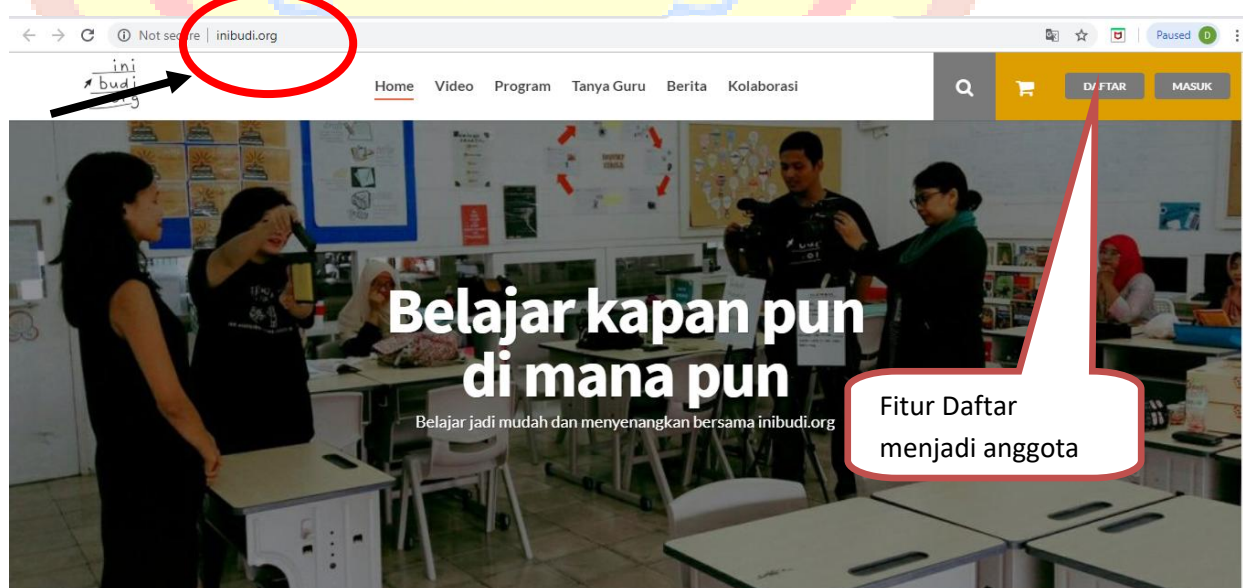 Not secure | inibudi.org
Paused D
ini
budi
.org
Home Video Program Tanya Guru Berita Kolaborasi
DAFTAR MASUK
Belajar kapan pun
di mana pun
Belajar jadi mudah dan menyenangkan bersama inibudi.org
Fitur Daftar
menjadi anggota